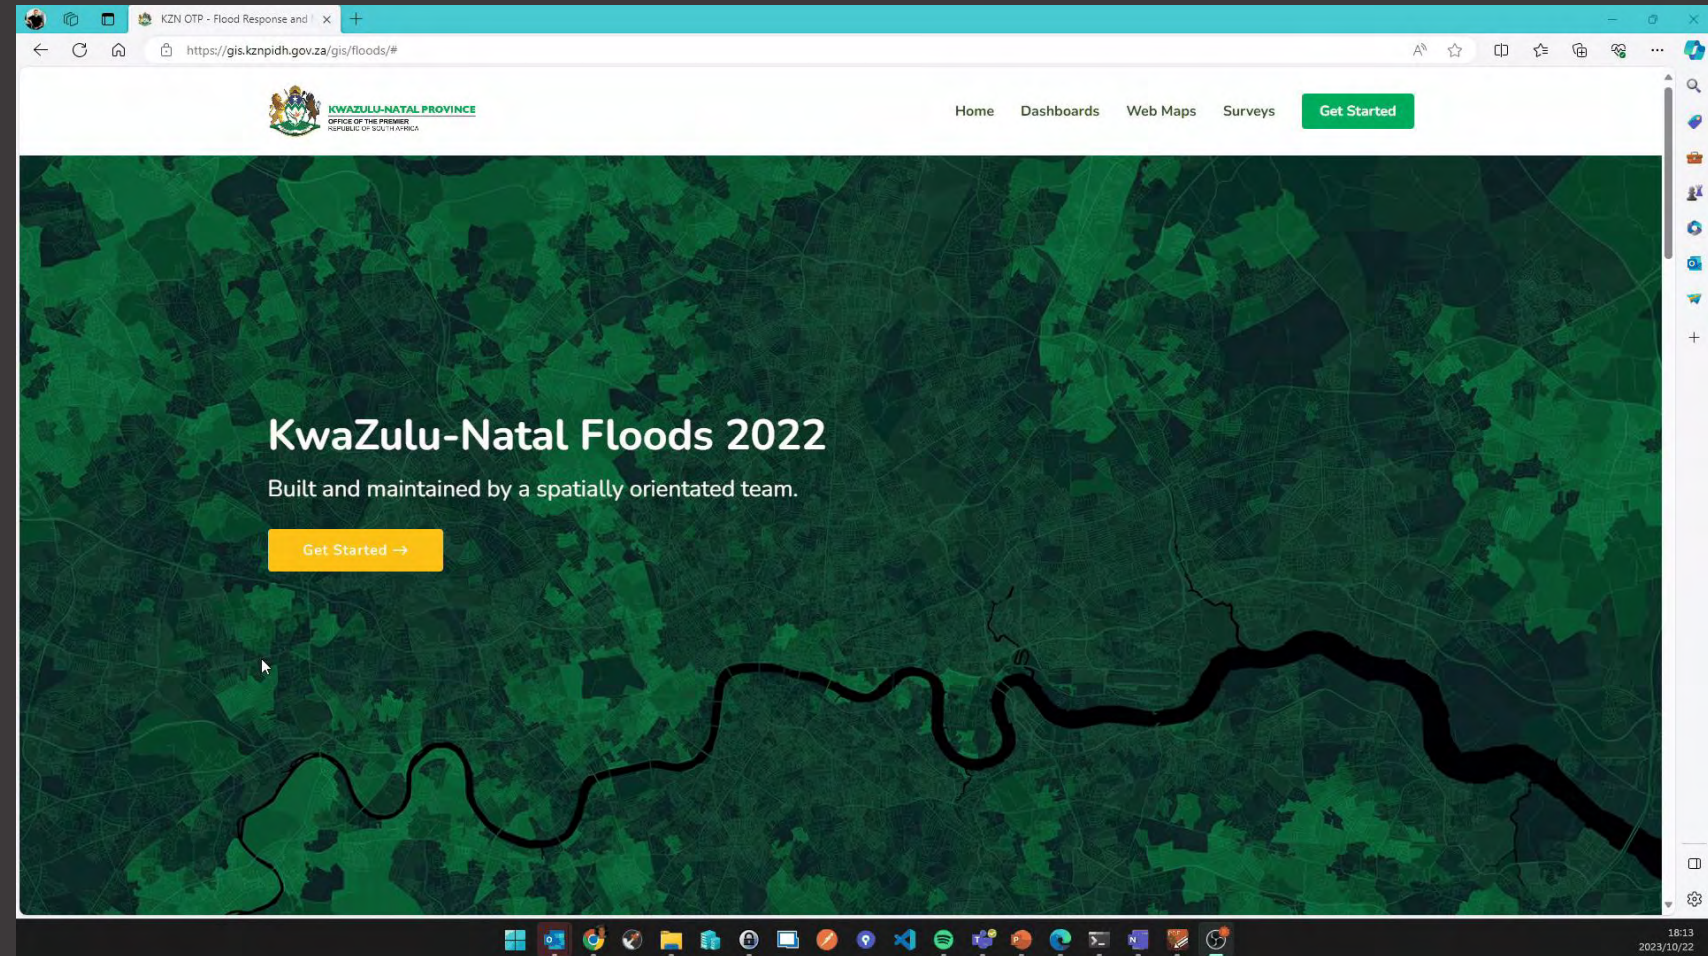 KZN OTP - Flood Response and
https://gis.kznpidh.gov.za/gis/floods/#
KWAZULU-NATAL PROVINCE
OFFICE OF THE PREMIER
REPUBLIC OF SOUTH AFRICA
Home Dashboards Web Maps Surveys Get Started
KwaZulu-Natal Floods 2022
Built and maintained by a spatially orientated team.
Get Started →
18:13
2023/10/22